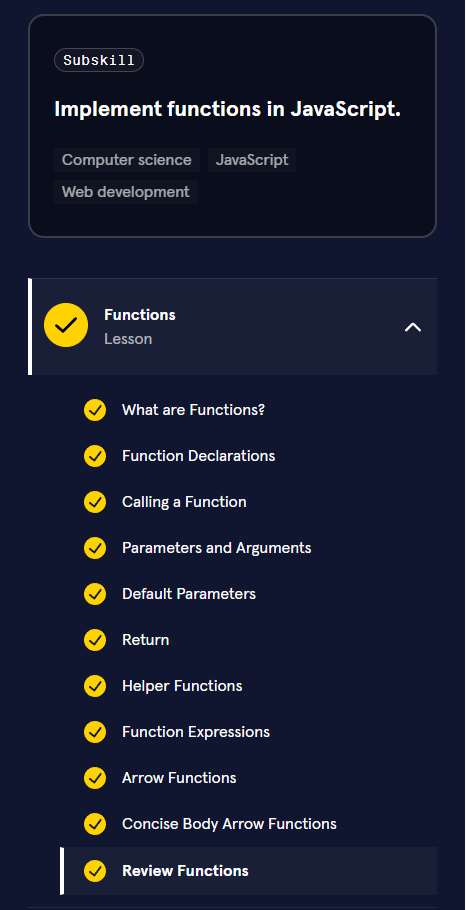 Subskill
Implement functions in JavaScript.
Computer science
JavaScript
Web development
Functions
Lesson
What are Functions?
Function Declarations
Calling a Function
Parameters and Arguments
Default Parameters
Return
Helper Functions
Function Expressions
Arrow Functions
Concise Body Arrow Functions
Review Functions